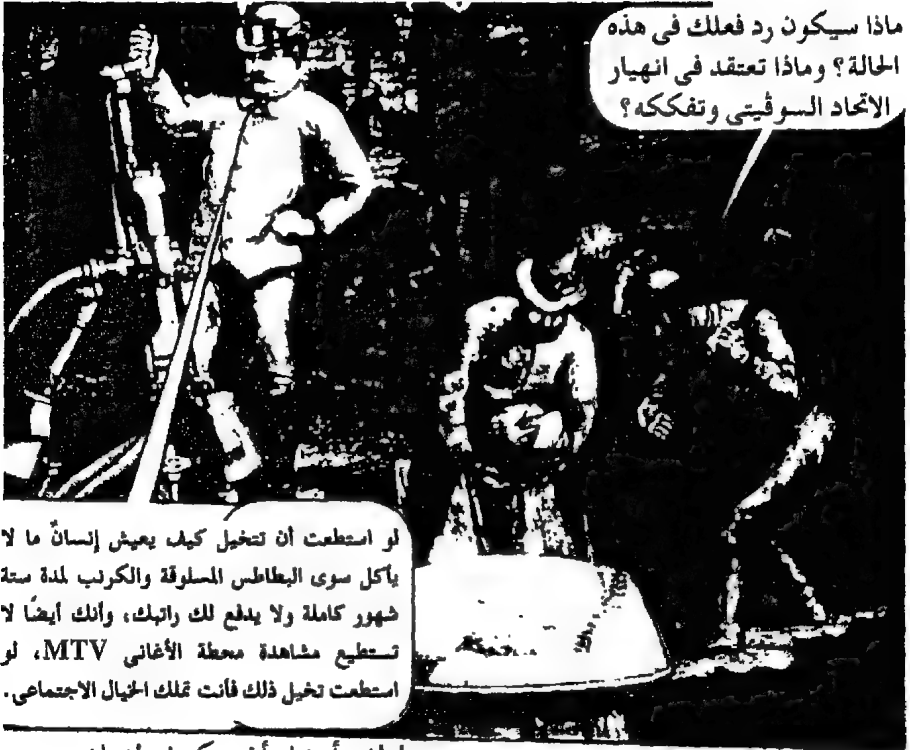 ماذا سيكون رد فعلك فى هذه
الحالة؟ وماذا تعتقد فى انهيار
الاتحاد السوڤيتى وتفككه؟
لو استطعت أن تتخيل كيف يعيش إنسانٌ ما لا
يأكل سوى البطاطس المسلوقة والكرنب لمدة ستة
شهور كاملة ولا يدفع لك راتبك، وأنك أيضًا لا
تستطيع مشاهدة محطة الأغانى MTV، لو
استطعت تخيل ذلك فأنت تملك الخيال الاجتماعى.